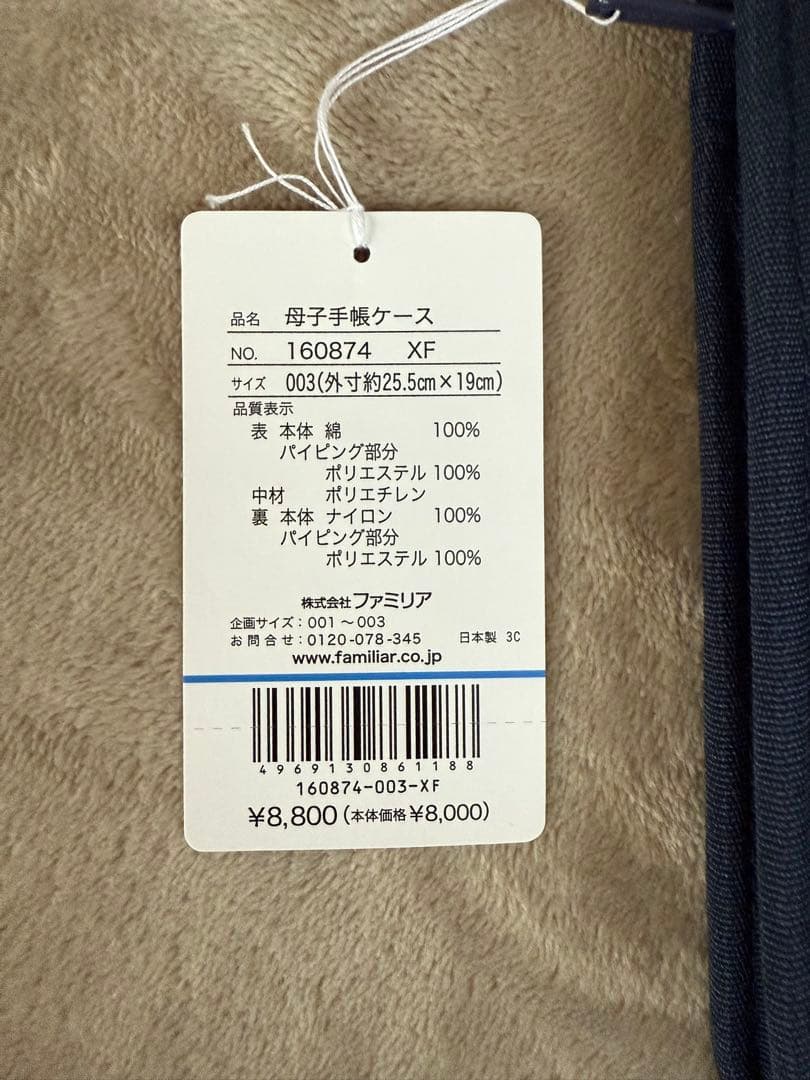 品名 母子手帳ケース
NO. 160874 XF
サイズ 003(外寸約25.5cm×19cm)
品質表示
表 本体 綿 100%
パイピング部分
ポリエステル 100%
中材 ポリエチレン
裏 本体 ナイロン 100%
パイピング部分
ポリエステル 100%
株式会社ファミリア
企画サイズ：001～003
お問合せ：0120-078-345 日本製 3C
www.familiar.co.jp
4969130861188
160874-003-XF
¥8,800(本体価格¥8,000)